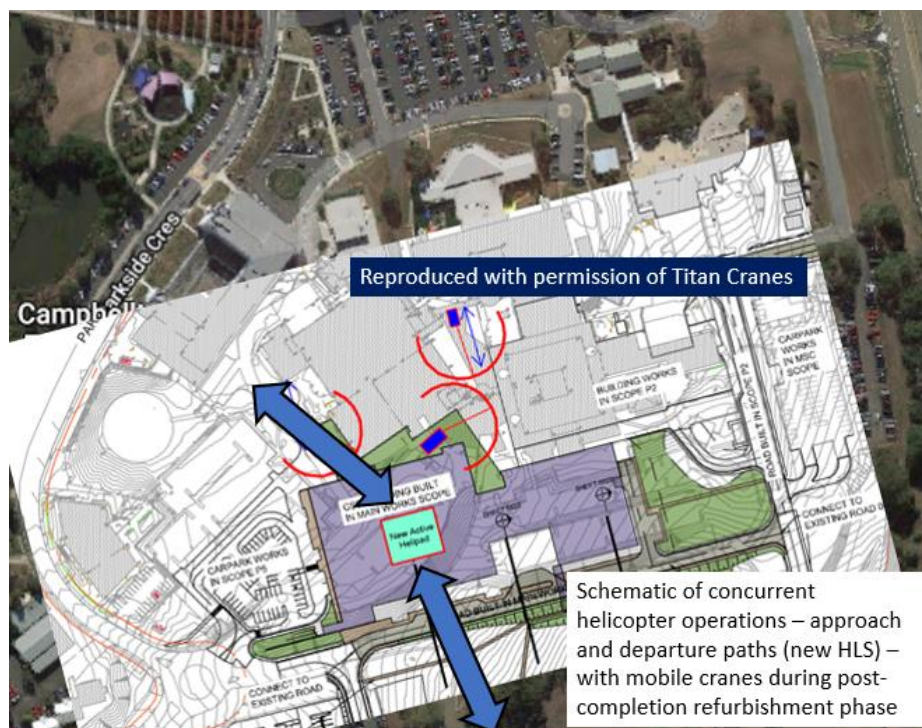 PARKSIDE Cres
Parkside Cres
Campbell
Reproduced with permission of Titan Cranes
CARPARK
WORKS
IN MSC
SCOPE
BUILDING WORKS
IN SCOPE P2
ROAD BUILT IN SCOPE P2
BUILT
IN MAIN WORKS SCOPE
New Active
Helipad
CARPARK WORKS
IN SCOPE P5
CONNECT TO
EXISTING ROAD
CONNECT TO
EXISTING ROAD
Schematic of concurrent
helicopter operations – approach
and departure paths (new HLS) –
with mobile cranes during post-
completion refurbishment phase